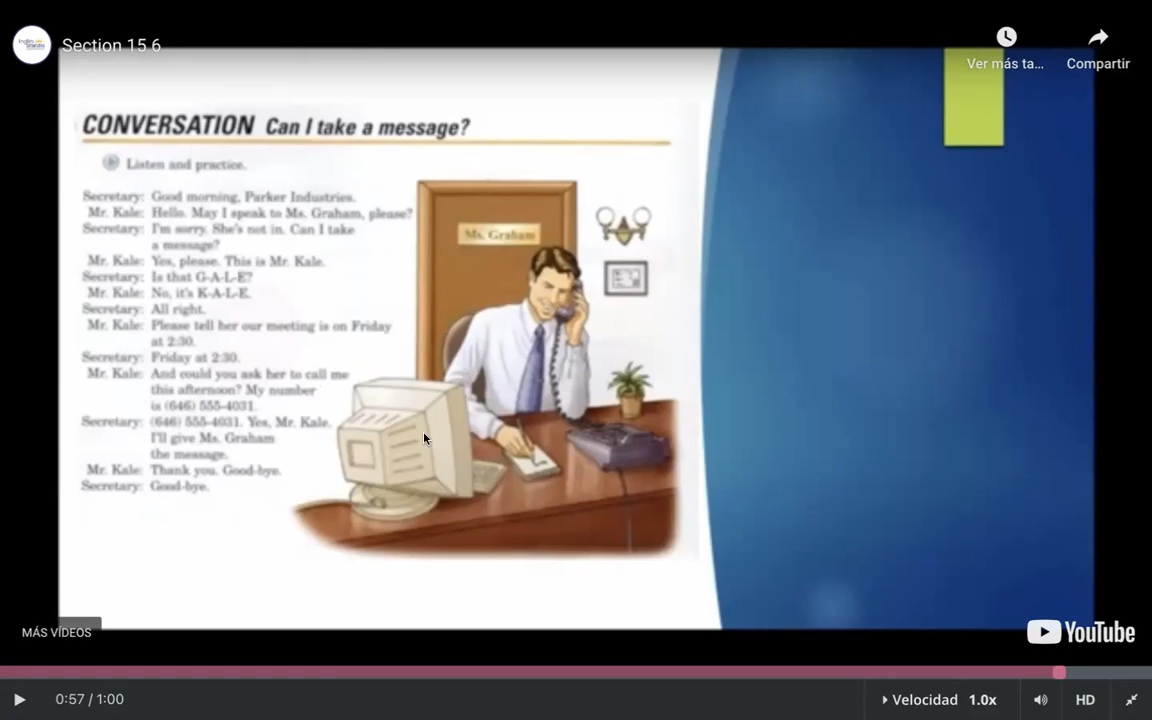 Section 15.6
Ver más ta...
Compartir
CONVERSATION Can I take a message?
Listen and practice.
Secretary: Good morning, Parker Industries.
Mr. Kale: Hello. May I speak to Ms. Graham, please?
Secretary: I'm sorry. She's not in. Can I take
a message?
Mr. Kale: Yes, please. This is Mr. Kale.
Secretary: Is that G-A-L-E?
Mr. Kale: No, it's K-A-L-E.
Secretary: All right.
Mr. Kale: Please tell her our meeting is on Friday
at 2:30.
Secretary: Friday at 2:30.
Mr. Kale: And could you ask her to call me
this afternoon? My number
is (646) 555-4031.
Secretary: (646) 555-4031. Yes, Mr. Kale.
I'll give Ms. Graham
the message.
Mr. Kale: Thank you. Good-bye.
Secretary: Good-bye.
Ms. Graham
MÁS VÍDEOS
YouTube
0:57 / 1:00
Velocidad 1.0x
HD